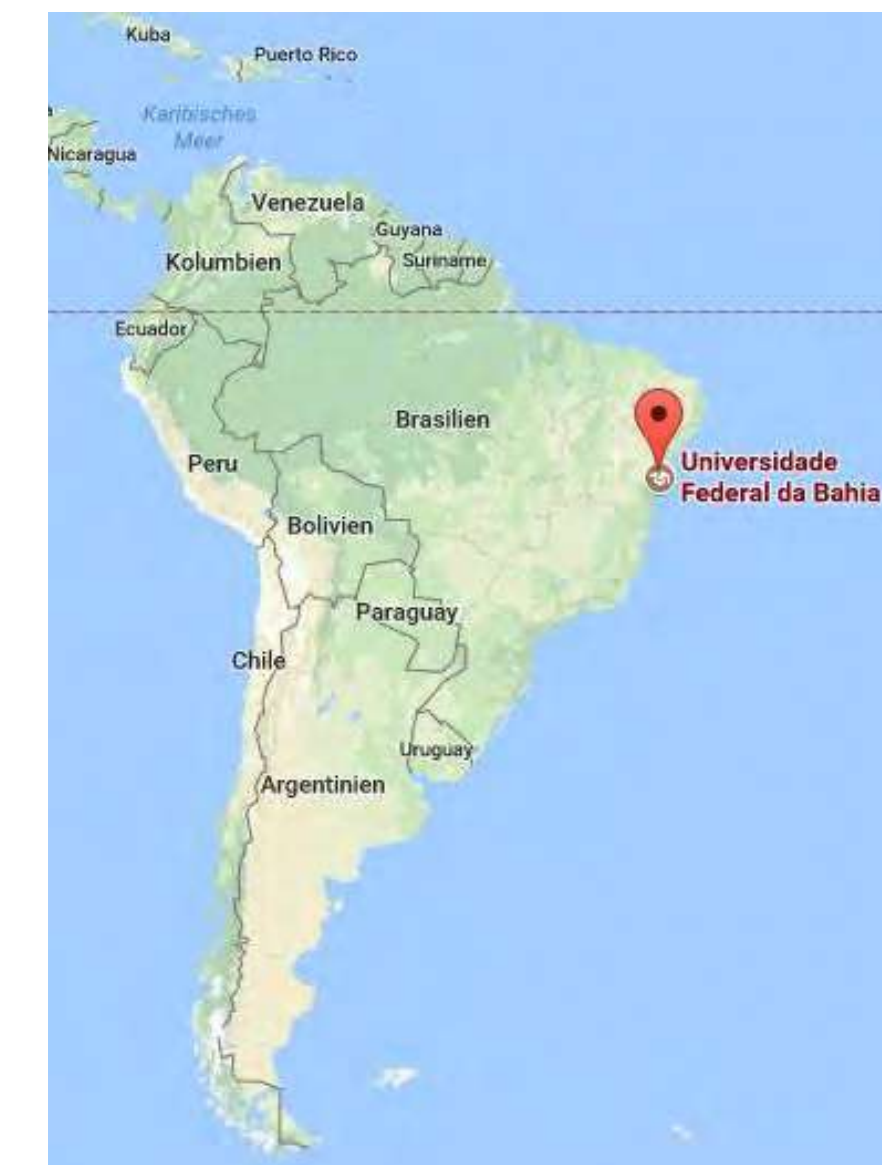 Kuba
Puerto Rico
Karibisches
Meer
Nicaragua
Venezuela
Guyana
Kolumbien
Suriname
Ecuador
Brasilien
Peru
Universidade
Federal da Bahia
Bolivien
Paraguay
Chile
Uruguay
Argentinien